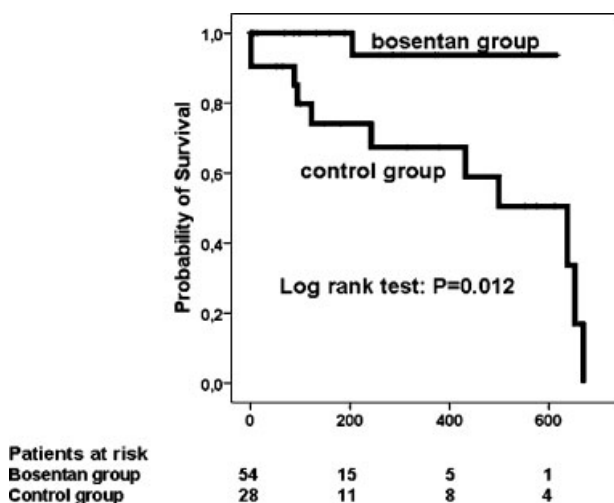 1,0
bosentan group
0,8
control group
0,6
0,4
Log rank test: P=0.012
0,2
0,0
Probability of Survival
0 200 400 600
Patients at risk
Bosentan group 54 15 5 1
Control group 28 11 8 4